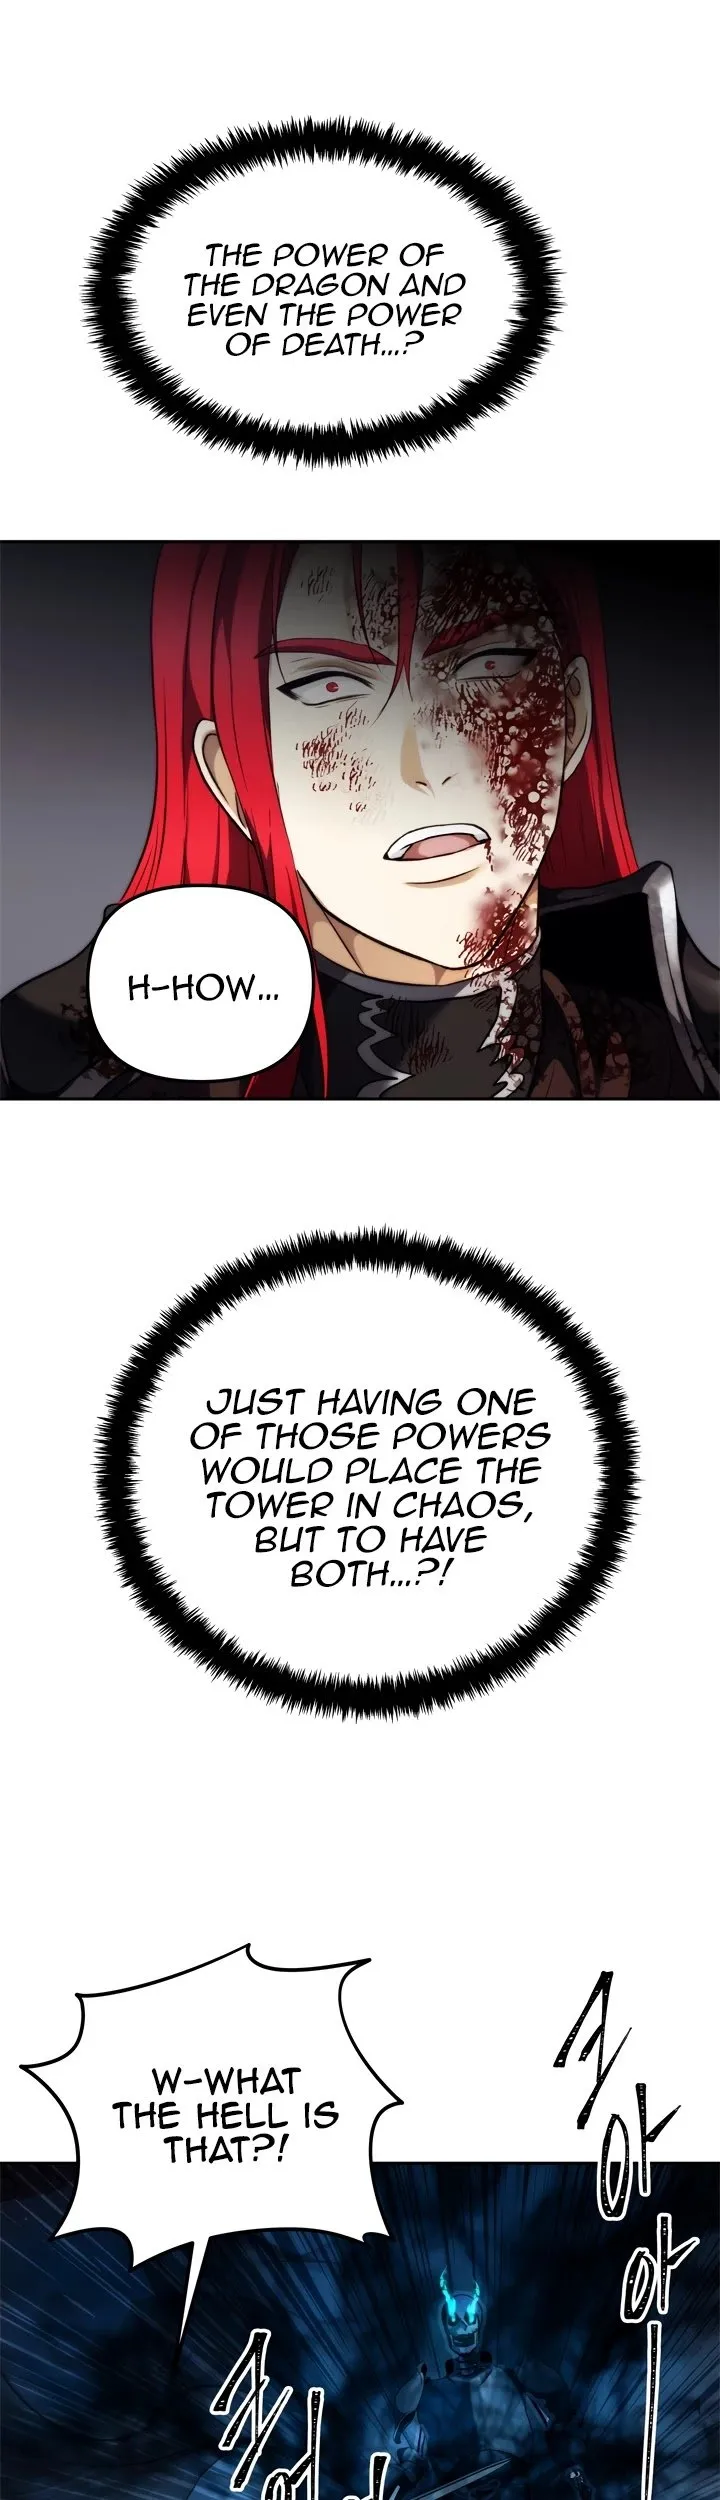 THE POWER OF
THE DRAGON AND
EVEN THE POWER
OF DEATH...?
H-HOW...
JUST HAVING ONE
OF THOSE POWERS
WOULD PLACE THE
TOWER IN CHAOS,
BUT TO HAVE
BOTH...?!
W-WHAT
THE HELL IS
THAT?!